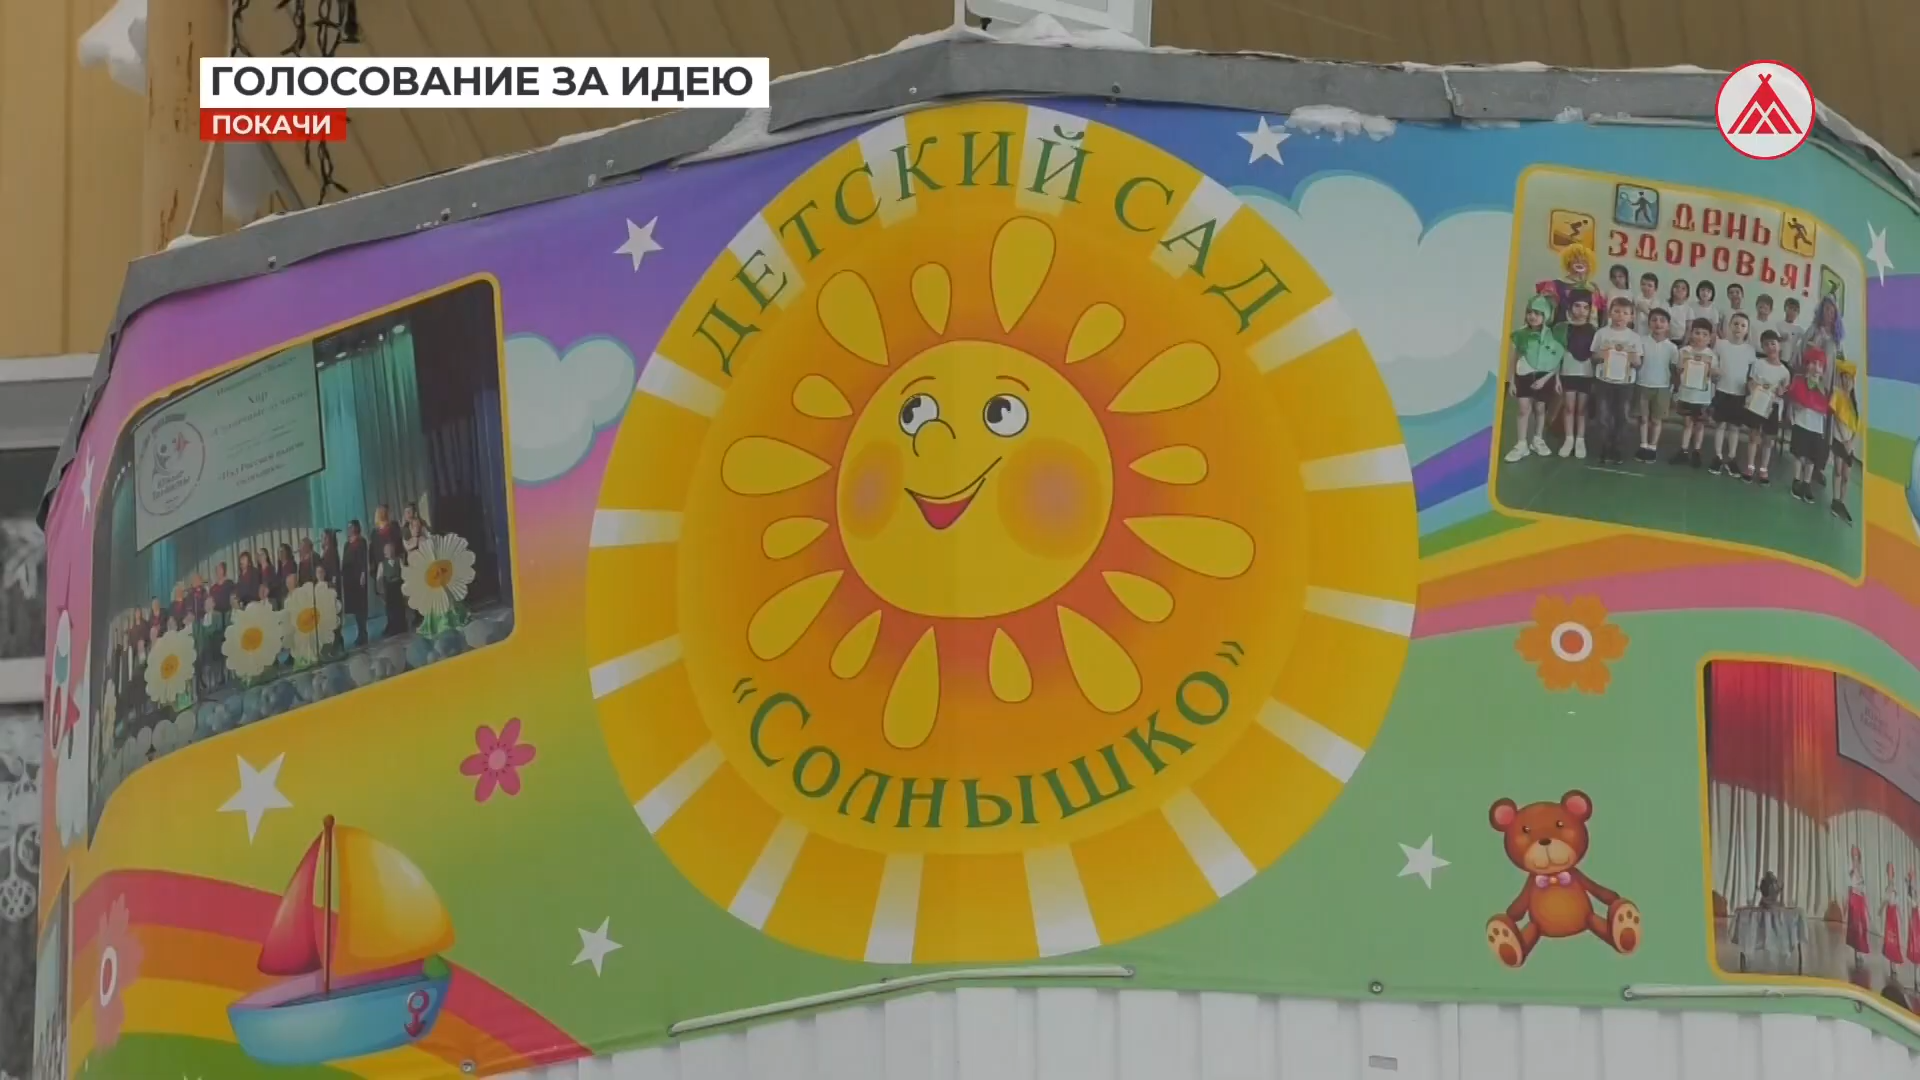 ГОЛОСОВАНИЕ ЗА ИДЕЮ
ПОКАЧИ
ДЕТСКИЙ САД
«СОЛНЫШКО»
ДЕНЬ
ЗДОРОВЬЯ!
Хор